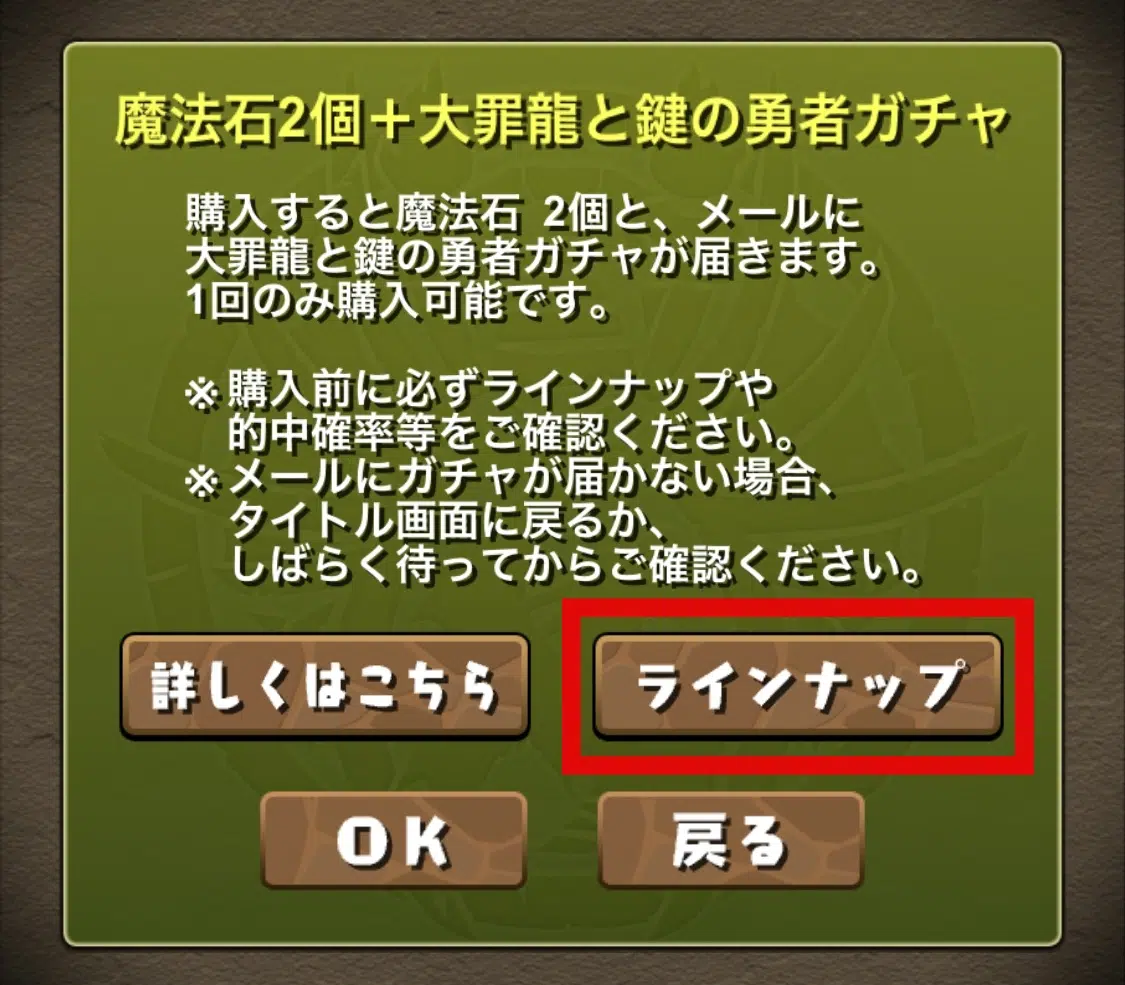 魔法石2個＋大罪龍と鍵の勇者ガチャ
購入すると魔法石 2個と、メールに
大罪龍と鍵の勇者ガチャが届きます。
1回のみ購入可能です。
※購入前に必ずラインナップや
的中確率等をご確認ください。
※メールにガチャが届かない場合、
タイトル画面に戻るか、
しばらく待ってからご確認ください。
詳しくはこちら
ラインナップ
OK
戻る